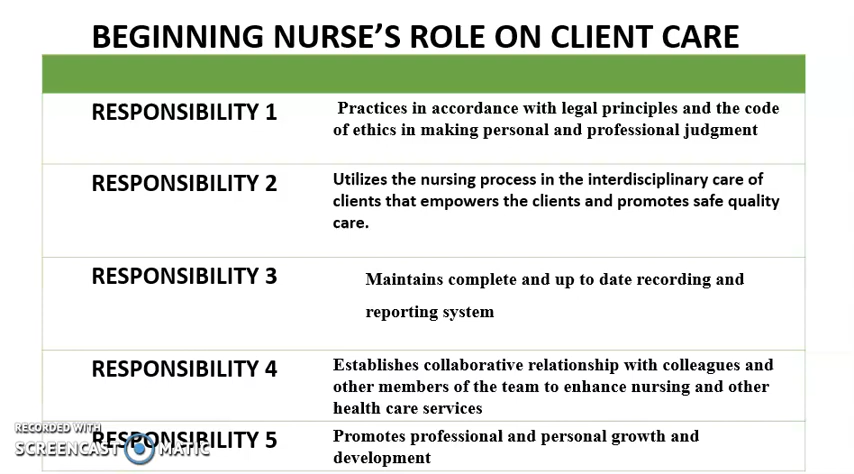 BEGINNING NURSE'S ROLE ON CLIENT CARE
RESPONSIBILITY 1
Practices in accordance with legal principles and the code
of ethics in making personal and professional judgment
RESPONSIBILITY 2
Utilizes the nursing process in the interdisciplinary care of
clients that empowers the clients and promotes safe quality
care.
RESPONSIBILITY 3
Maintains complete and up to date recording and
reporting system
RESPONSIBILITY 4
Establishes collaborative relationship with colleagues and
other members of the team to enhance nursing and other
health care services
RESPONSIBILITY 5
Promotes professional and personal growth and
development
RECORDED WITH
SCREENCAST MATIC